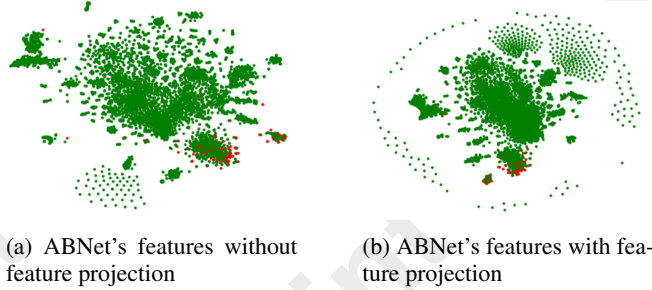 (a) ABNet's features without
feature projection
(b) ABNet's features with fea-
ture projection